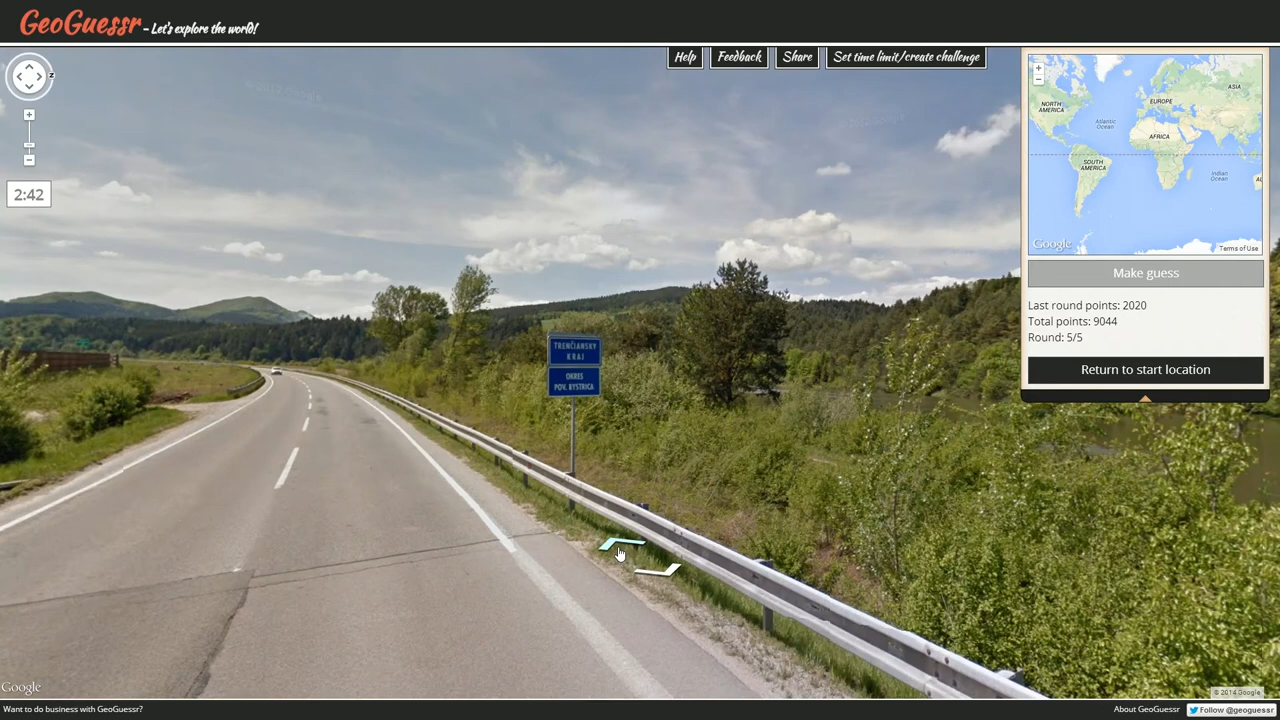 GeoGuessr - Let's explore the world!
Help
Feedback
Share
Set time limit/create challenge
+
−
2:42
TRENČIANSKY
KRAJ
OKRES
POV. BYSTRICA
+
−
NORTH
AMERICA
EUROPE
ASIA
Atlantic
Ocean
AFRICA
SOUTH
AMERICA
Indian
Ocean
Google
Terms of Use
Make guess
Last round points: 2020
Total points: 9044
Round: 5/5
Return to start location
Google
© 2014 Google
Want to do business with GeoGuessr?
About GeoGuessr
Follow @geoguessr